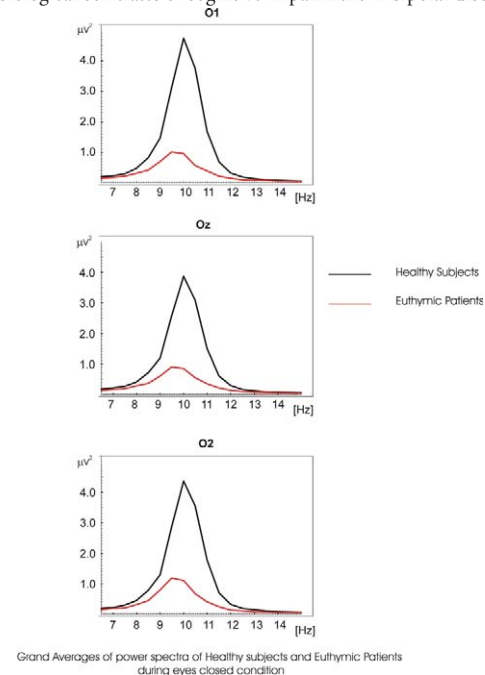 O1
μV²
4.0
3.0
2.0
1.0
7 8 9 10 11 12 13 14
[Hz]
Oz
μV²
4.0
3.0
2.0
1.0
7 8 9 10 11 12 13 14
[Hz]
Healthy Subjects
Euthymic Patients
O2
μV²
4.0
3.0
2.0
1.0
7 8 9 10 11 12 13 14
[Hz]
Grand Averages of power spectra of Healthy subjects and Euthymic Patients
during eyes closed condition